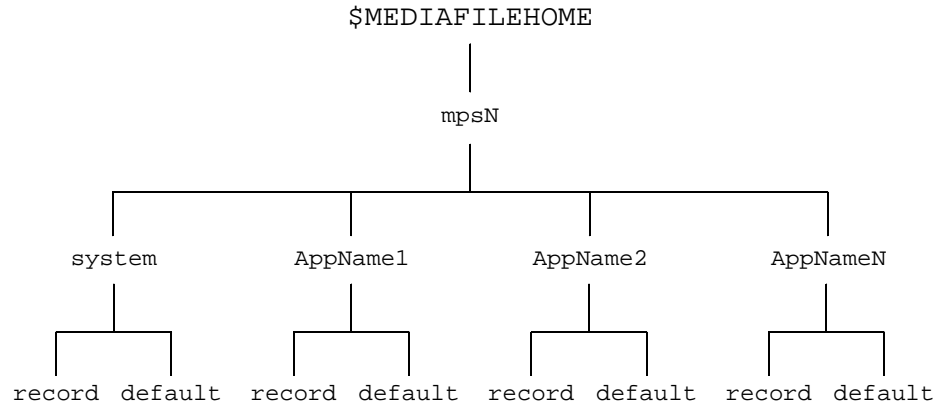 $MEDIAFILEHOME
mpsN
system AppName1 AppName2 AppNameN
record default record default record default record default